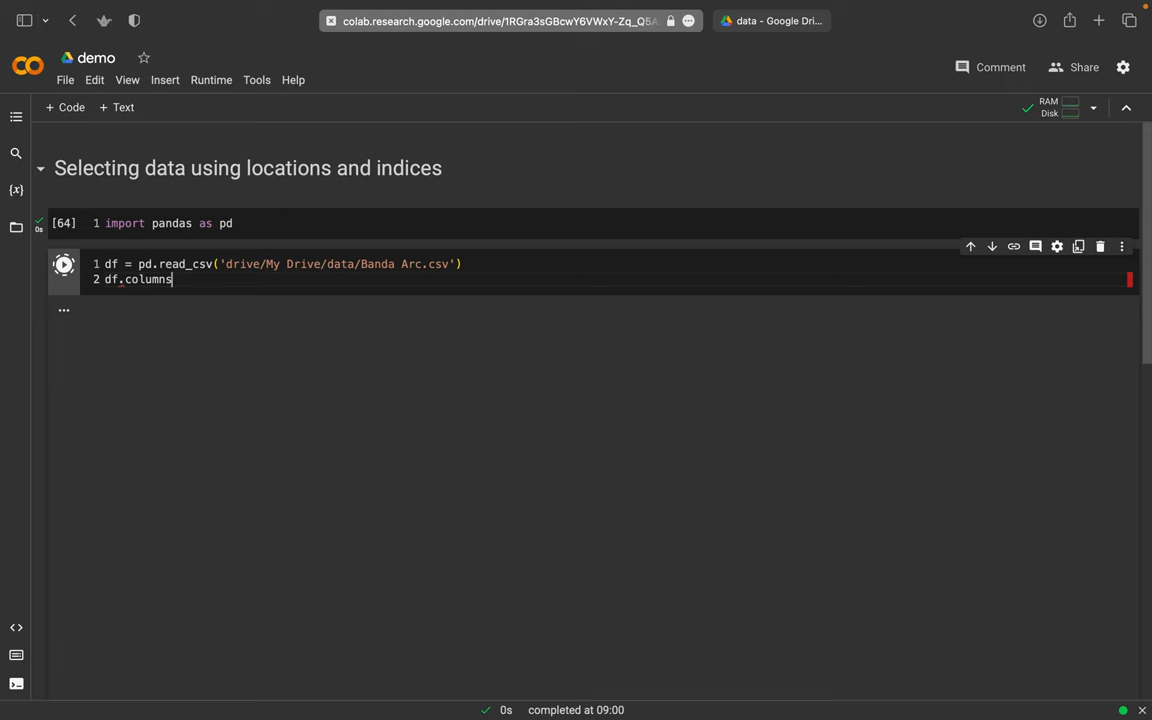 colab.research.google.com/drive/1RGra3sGBcwY6VWxY-Zq_Q5A
data - Google Dri...
demo
File Edit View Insert Runtime Tools Help
Comment
Share
+ Code + Text
RAM
Disk
Selecting data using locations and indices
[64]
0s
1 import pandas as pd
1 df = pd.read_csv('drive/My Drive/data/Banda Arc.csv')
2 df.columns
...
0s completed at 09:00